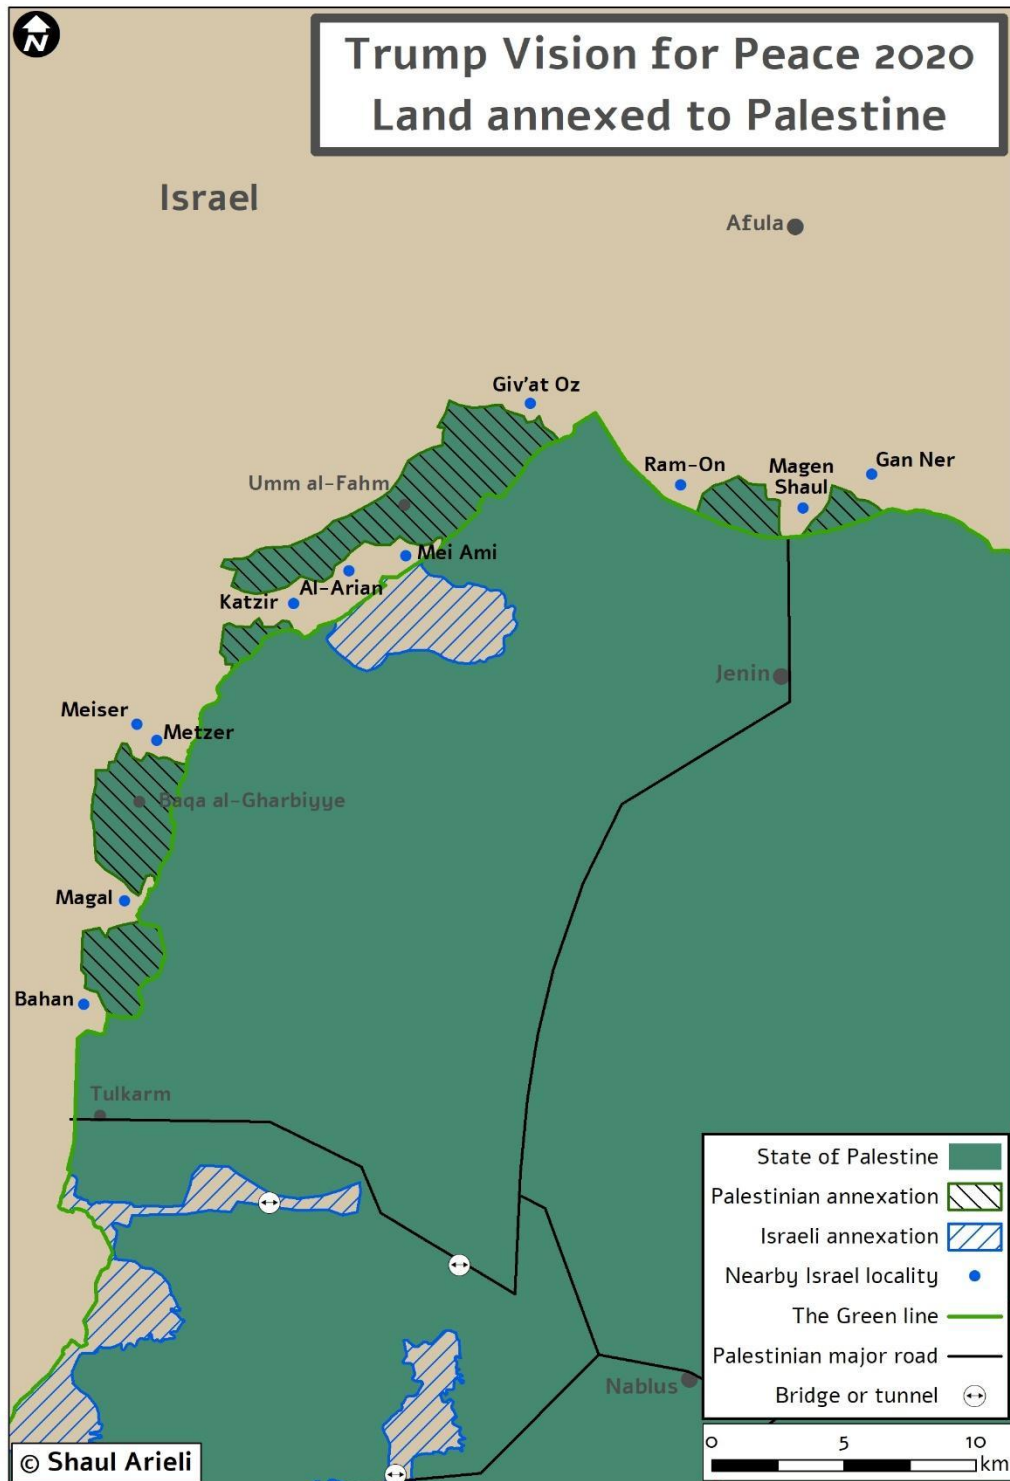 N
Trump Vision for Peace 2020
Land annexed to Palestine
Israel
Afula
Giv'at Oz
Ram-On
Magen
Shaul
Gan Ner
Umm al-Fahm
Mei Ami
Al-Arian
Katzir
Jenin
Meiser
Metzer
Baqa al-Gharbiyye
Magal
Bahan
Tulkarm
State of Palestine
Palestinian annexation
Israeli annexation
Nearby Israel locality
The Green line
Palestinian major road
Bridge or tunnel
Nablus
0 5 10
km
© Shaul Arieli